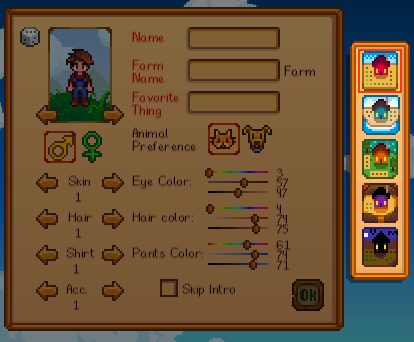 Name
Farm Name Farm
Favorite Thing
Animal Preference
Skin 1 Eye Color: 3 57 47
Hair 1 Hair color: 4 74 75
Shirt 1 Pants Color: 61 74 71
Acc. 1 Skip Intro Ok